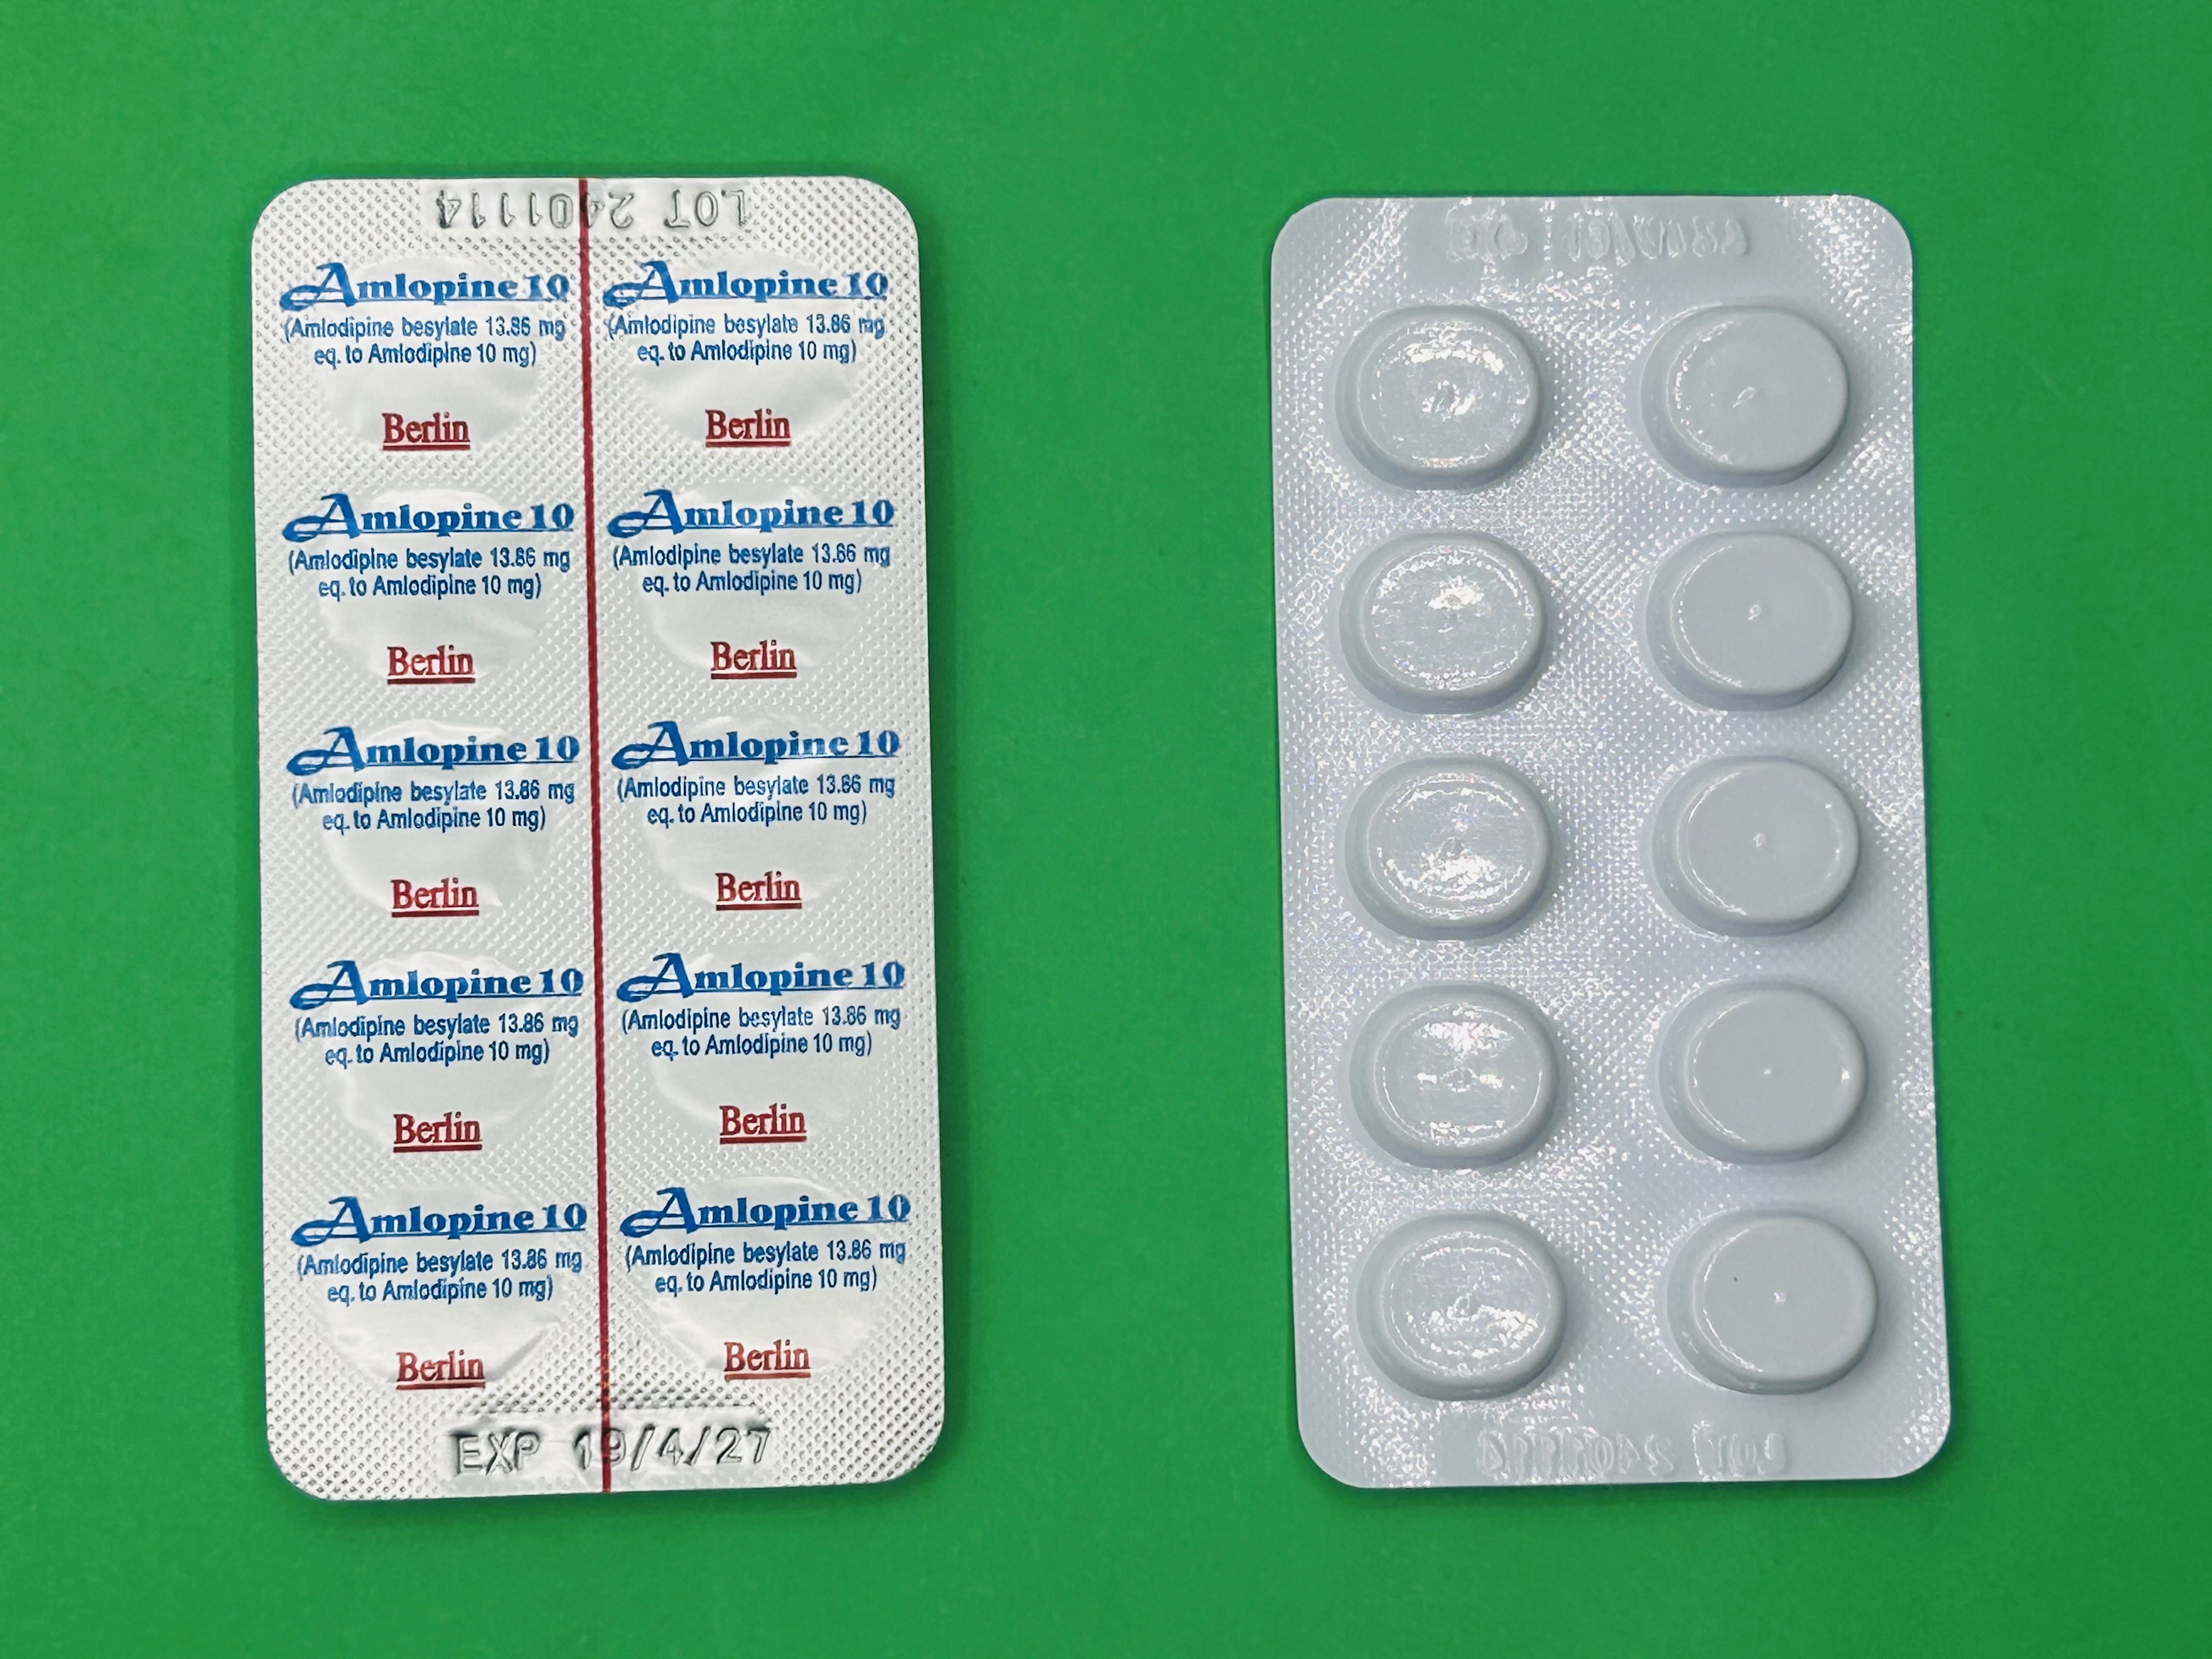 LOT 2401114
Amlopine 10
(Amlodipine besylate 13.86 mg
eq. to Amlodipine 10 mg)
Berlin
Amlopine 10
(Amlodipine besylate 13.86 mg
eq. to Amlodipine 10 mg)
Berlin
Amlopine 10
(Amlodipine besylate 13.86 mg
eq. to Amlodipine 10 mg)
Berlin
Amlopine 10
(Amlodipine besylate 13.86 mg
eq. to Amlodipine 10 mg)
Berlin
Amlopine 10
(Amlodipine besylate 13.86 mg
eq. to Amlodipine 10 mg)
Berlin
Amlopine 10
(Amlodipine besylate 13.86 mg
eq. to Amlodipine 10 mg)
Berlin
Amlopine 10
(Amlodipine besylate 13.86 mg
eq. to Amlodipine 10 mg)
Berlin
Amlopine 10
(Amlodipine besylate 13.86 mg
eq. to Amlodipine 10 mg)
Berlin
Amlopine 10
(Amlodipine besylate 13.86 mg
eq. to Amlodipine 10 mg)
Berlin
Amlopine 10
(Amlodipine besylate 13.86 mg
eq. to Amlodipine 10 mg)
Berlin
EXP 19/4/27
LOT 2401114